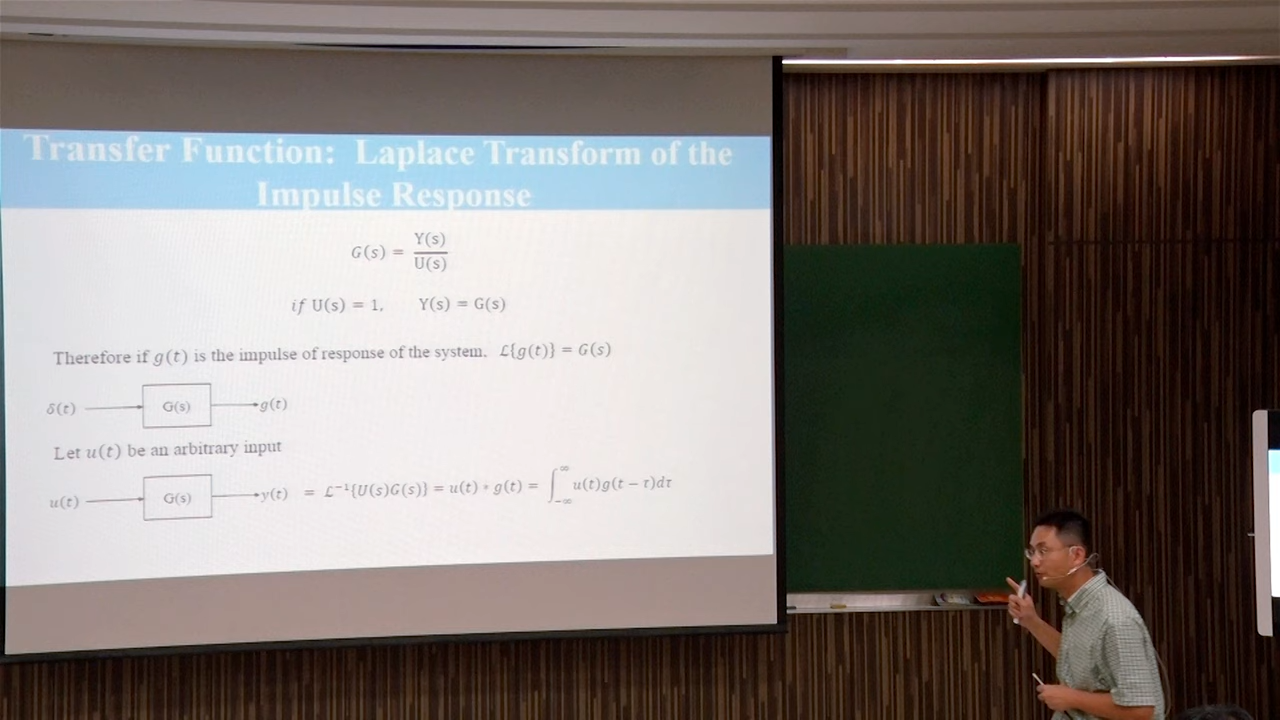 Transfer Function: Laplace Transform of the
Impulse Response
G(s) = Y(s)/U(s)
if U(s) = 1,   Y(s) = G(s)
Therefore if g(t) is the impulse of response of the system. ℒ{g(t)} = G(s)
δ(t) G(s) g(t)
Let u(t) be an arbitrary input
u(t) G(s) y(t) = ℒ⁻¹{U(s)G(s)} = u(t) * g(t) = ∫_{-∞}^{∞} u(t)g(t − τ)dτ